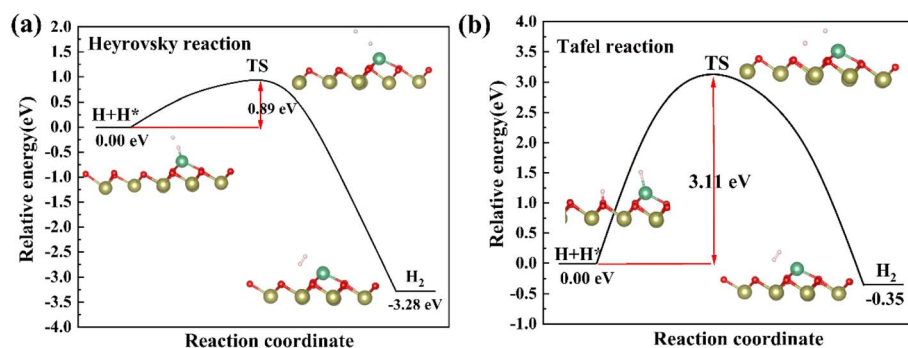 (a)
Heyrovsky reaction
Relative energy(eV)
2.0
1.5
1.0
0.5
0.0
-0.5
-1.0
-1.5
-2.0
-2.5
-3.0
-3.5
-4.0
TS
H+H*
0.00 eV
0.89 eV
H₂
-3.28 eV
Reaction coordinate
(b)
Tafel reaction
Relative energy(eV)
4.0
3.5
3.0
2.5
2.0
1.5
1.0
0.5
0.0
-0.5
-1.0
TS
3.11 eV
H+H*
0.00 eV
H₂
-0.35
Reaction coordinate